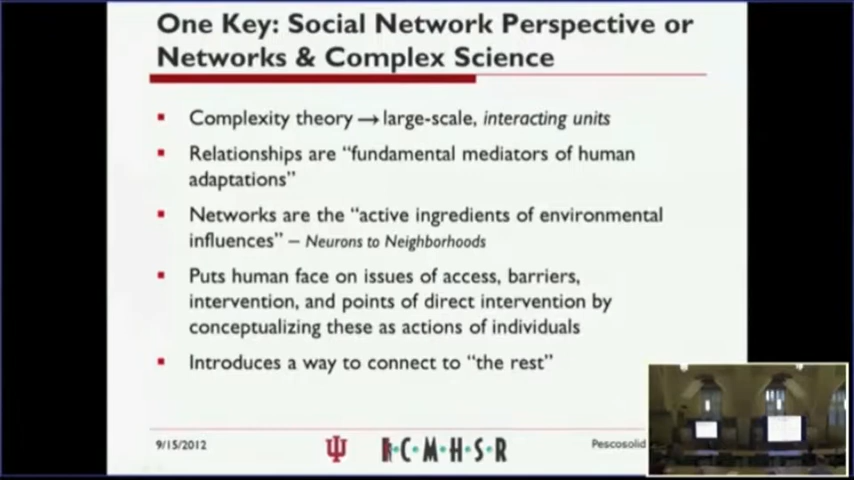 One Key: Social Network Perspective or
Networks & Complex Science
Complexity theory → large-scale, interacting units
Relationships are “fundamental mediators of human
adaptations”
Networks are the “active ingredients of environmental
influences” – Neurons to Neighborhoods
Puts human face on issues of access, barriers,
intervention, and points of direct intervention by
conceptualizing these as actions of individuals
Introduces a way to connect to “the rest”
9/15/2012
I·C·M·H·S·R
Pescosolid